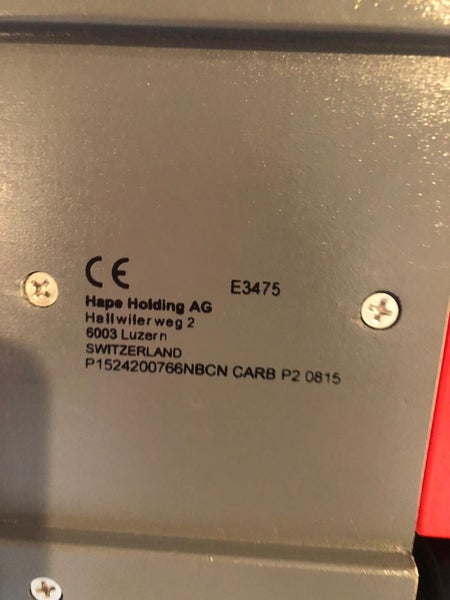 CE E3475
Hape Holding AG
Hallwilerweg 2
6003 Luzern
SWITZERLAND
P1524200766NBCN CARB P2 0815